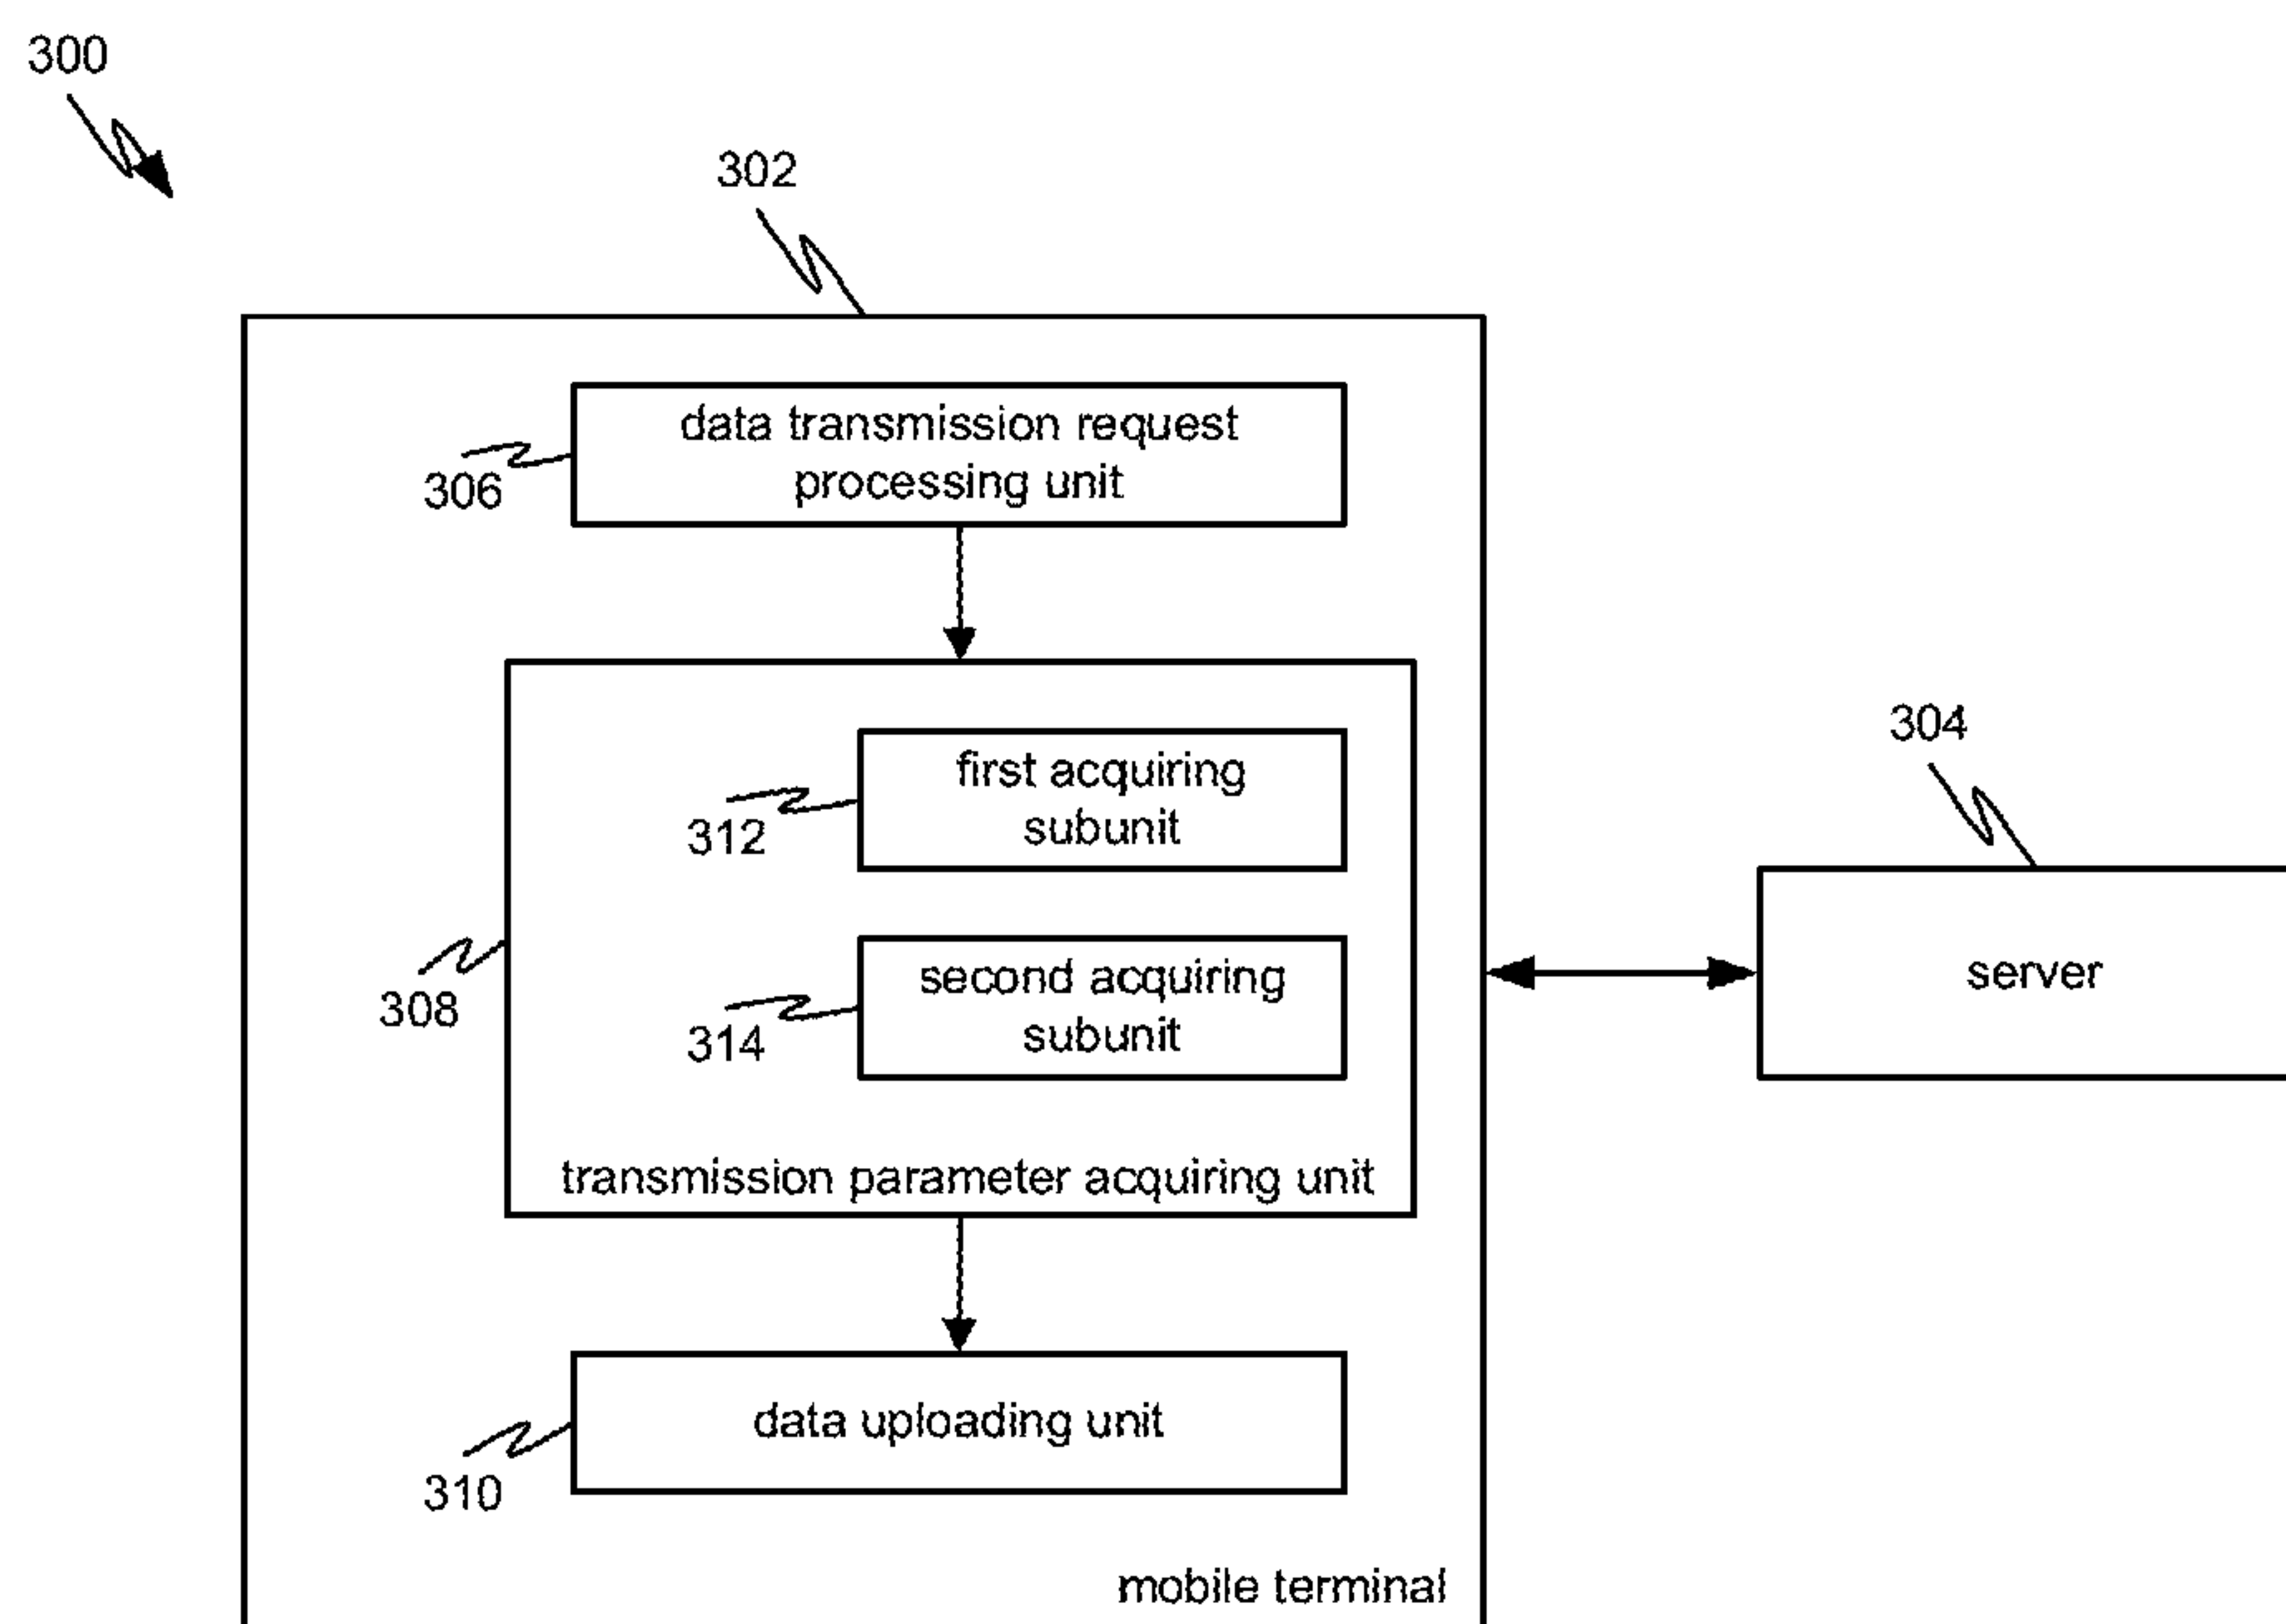 300
302
data transmission request
processing unit
306
304
first acquiring
subunit
312
second acquiring
subunit
314
308
server
transmission parameter acquiring unit
data uploading unit
310
mobile terminal